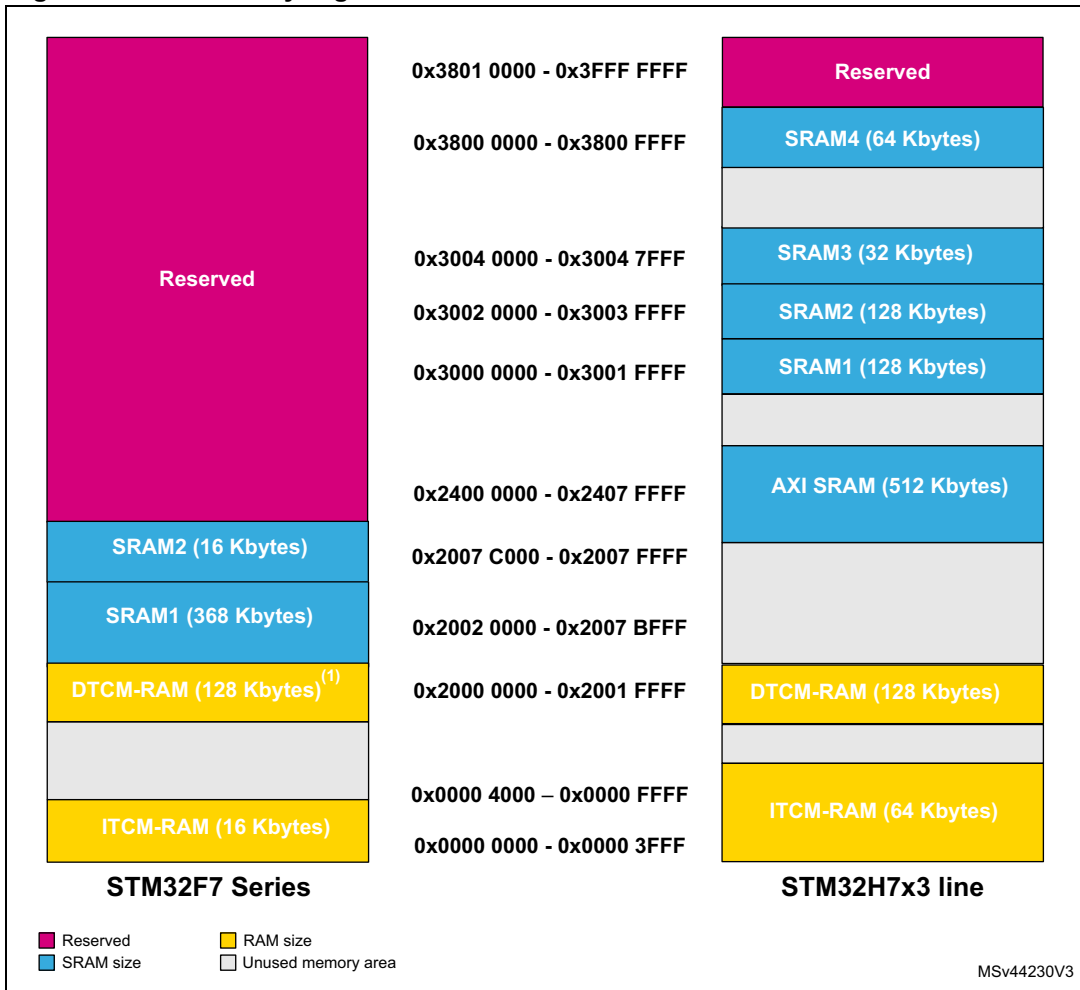 0x3801 0000 - 0x3FFF FFFF
Reserved
0x3800 0000 - 0x3800 FFFF
SRAM4 (64 Kbytes)
Reserved
0x3004 0000 - 0x3004 7FFF
SRAM3 (32 Kbytes)
0x3002 0000 - 0x3003 FFFF
SRAM2 (128 Kbytes)
0x3000 0000 - 0x3001 FFFF
SRAM1 (128 Kbytes)
0x2400 0000 - 0x2407 FFFF
AXI SRAM (512 Kbytes)
SRAM2 (16 Kbytes)
0x2007 C000 - 0x2007 FFFF
SRAM1 (368 Kbytes)
0x2002 0000 - 0x2007 BFFF
DTCM-RAM (128 Kbytes)(1)
0x2000 0000 - 0x2001 FFFF
DTCM-RAM (128 Kbytes)
0x0000 4000 – 0x0000 FFFF
ITCM-RAM (64 Kbytes)
ITCM-RAM (16 Kbytes)
0x0000 0000 - 0x0000 3FFF
STM32F7 Series
STM32H7x3 line
Reserved
RAM size
SRAM size
Unused memory area
MSv44230V3